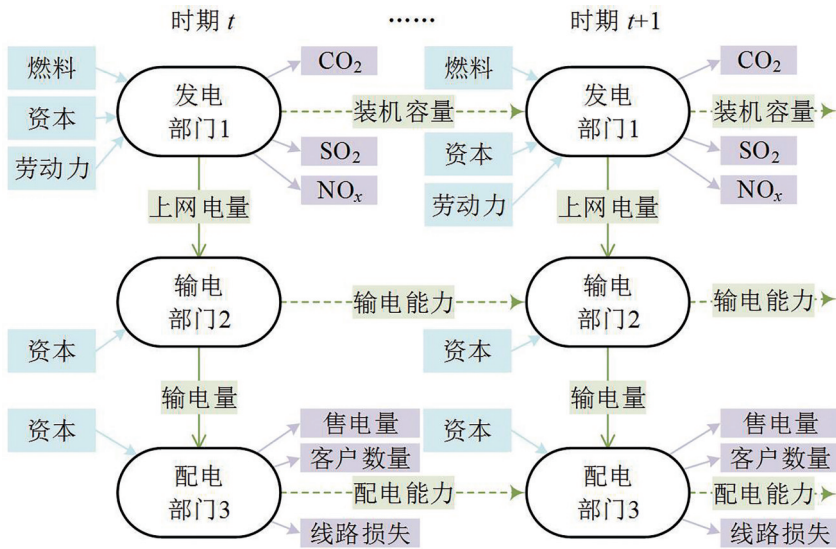 时期 t
……
时期 t+1
燃料
资本
劳动力
发电
部门1
CO₂
SO₂
NOₓ
装机容量
燃料
资本
劳动力
发电
部门1
CO₂
装机容量
SO₂
NOₓ
上网电量
上网电量
输电
部门2
资本
输电能力
输电
部门2
资本
输电能力
输电量
输电量
资本
配电
部门3
售电量
客户数量
配电能力
线路损失
资本
配电
部门3
售电量
客户数量
配电能力
线路损失